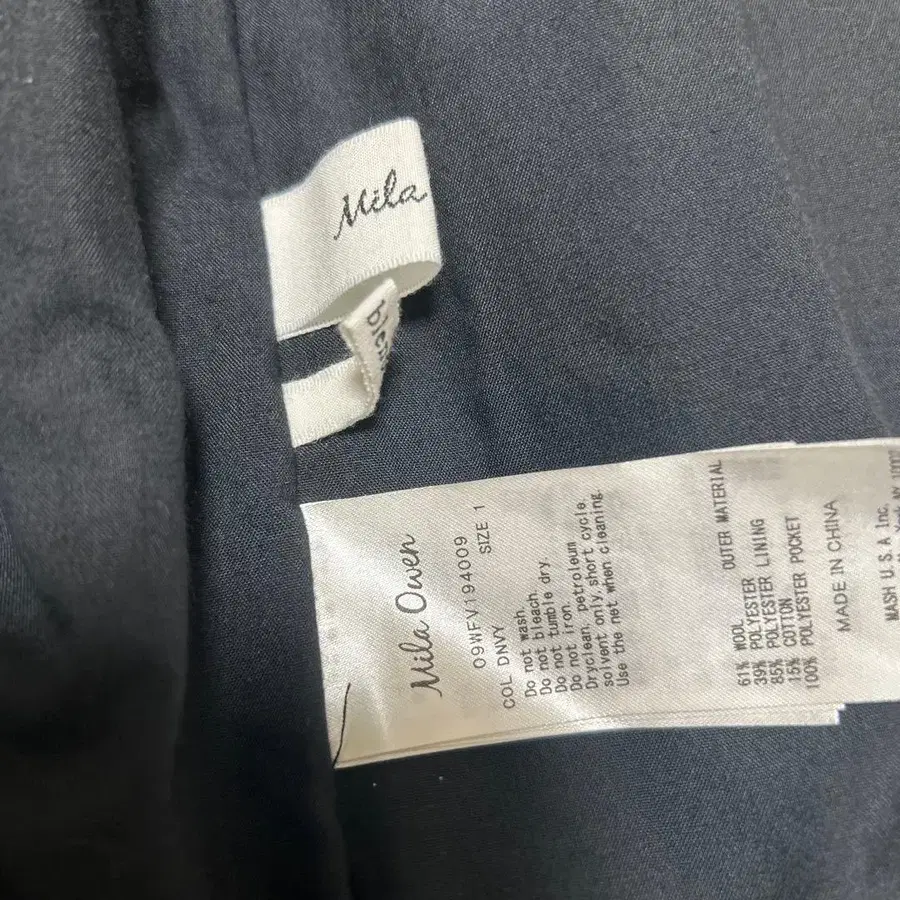 Mila
Mila Owen
09WFV194009
COL DNVY SIZE 1
Do not wash.
Do not bleach.
Do not tumble dry.
Do not iron.
Dryclean, petroleum
solvent only, short cycle.
Use the net when cleaning.
OUTER MATERIAL
61% WOOL
39% POLYESTER LINING
85% POLYESTER
15% COTTON
100% POLYESTER POCKET
MADE IN CHINA
MASH U.S.A Inc.